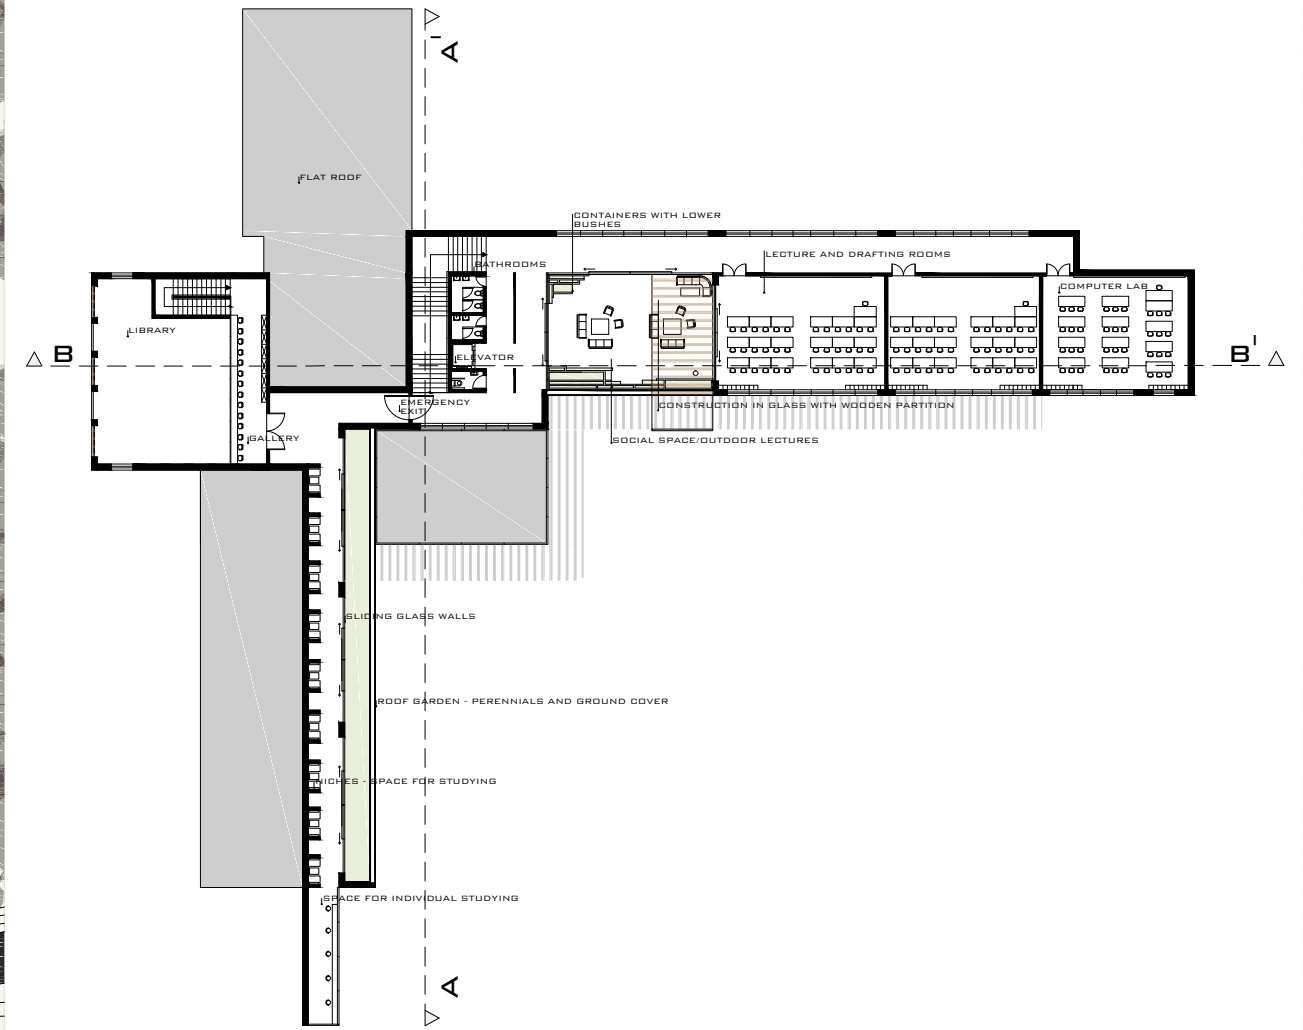 A'
FLAT ROOF
CONTAINERS WITH LOWER
BUSHES
LECTURE AND DRAFTING ROOMS
BATHROOMS
COMPUTER LAB
LIBRARY
B
ELEVATOR
B'
EMERGENCY
EXIT
CONSTRUCTION IN GLASS WITH WOODEN PARTITION
GALLERY
SOCIAL SPACE/OUTDOOR LECTURES
SLIDING GLASS WALLS
ROOF GARDEN - PERENNIALS AND GROUND COVER
NICHES - SPACE FOR STUDYING
SPACE FOR INDIVIDUAL STUDYING
A